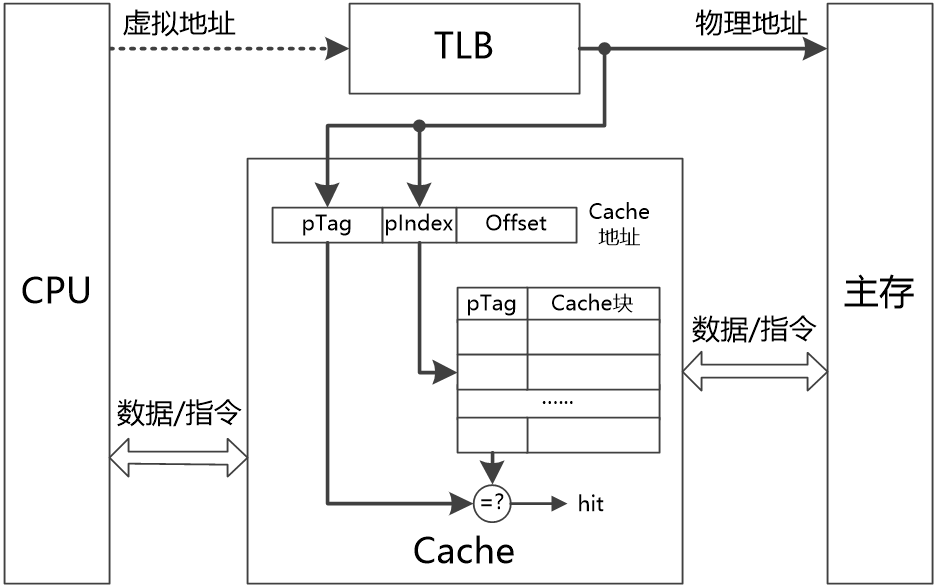 虚拟地址
TLB
物理地址
pTag
pIndex
Offset
Cache
地址
CPU
主存
pTag
Cache块
数据/指令
……
数据/指令
=?
hit
Cache